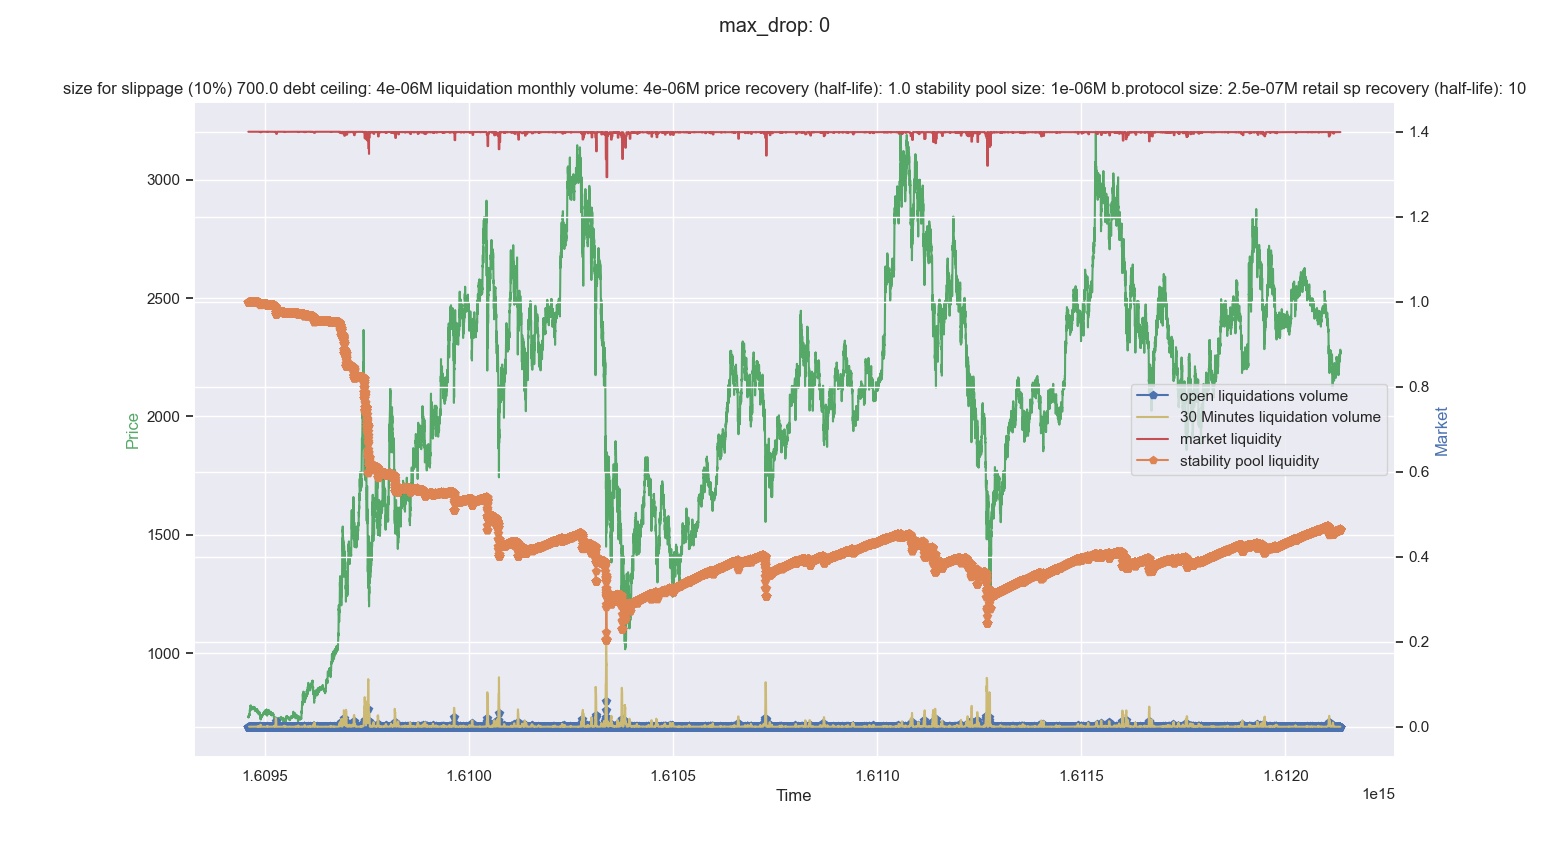 max_drop: 0
size for slippage (10%) 700.0 debt ceiling: 4e-06M liquidation monthly volume: 4e-06M price recovery (half-life): 1.0 stability pool size: 1e-06M b.protocol size: 2.5e-07M retail sp recovery (half-life): 10
3000
2500
2000
1500
1000
Price
1.4
1.2
1.0
0.8
0.6
0.4
0.2
0.0
Market
open liquidations volume
30 Minutes liquidation volume
market liquidity
stability pool liquidity
1.6095 1.6100 1.6105 1.6110 1.6115 1.6120
Time
1e15